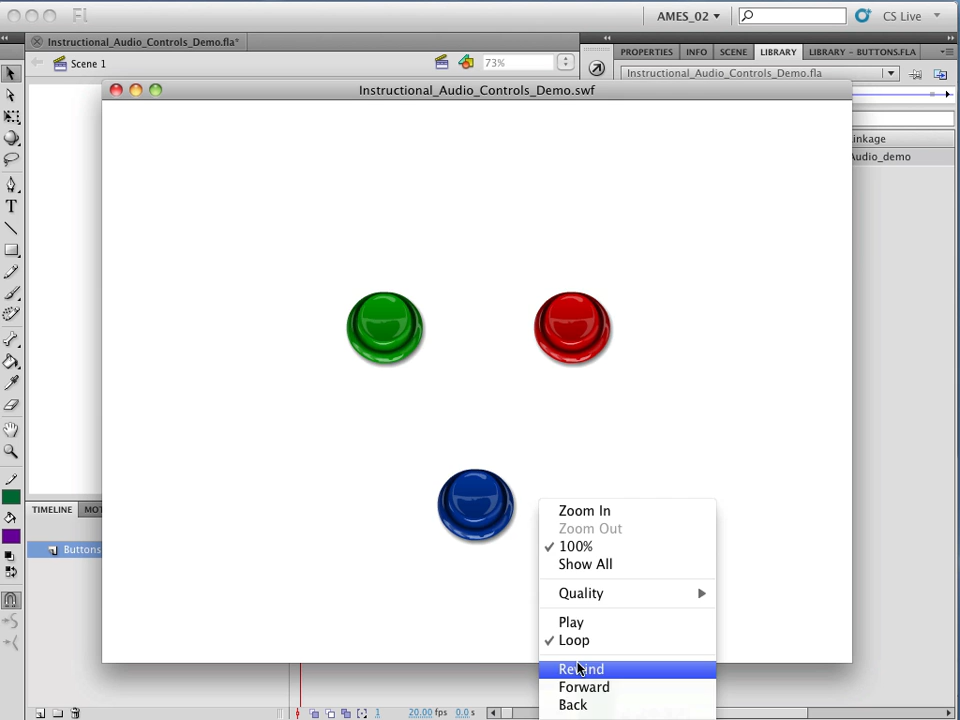 Fl
AMES_02
CS Live
Instructional_Audio_Controls_Demo.fla*
Scene 1
73%
PROPERTIES
INFO
SCENE
LIBRARY
LIBRARY - BUTTONS.FLA
Instructional_Audio_Controls_Demo.fla
Instructional_Audio_Controls_Demo.swf
inkage
Audio_demo
Zoom In
Zoom Out
100%
Show All
Quality
Play
Loop
Rewind
Forward
Back
TIMELINE
MOT
Buttons
1
20.00 fps
0.0 s
T